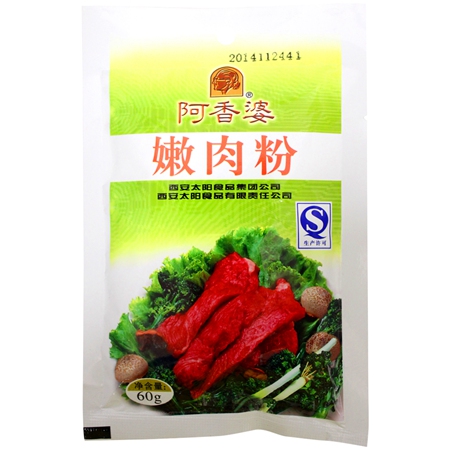 2014112441
®
阿香婆
嫩肉粉
西安太阳食品集团公司
西安太阳食品有限责任公司
QS
生产许可
净含量:
60g